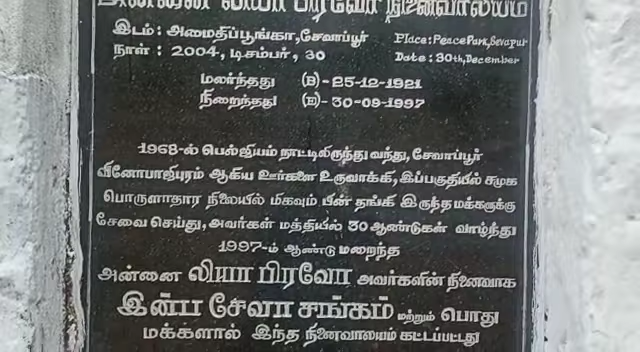 அன்னை லியா பிரவோ நினைவாலயம்
இடம் : அமைதிப்பூங்கா, சேவாப்பூர் Place: Peace Park, Sevapur
நாள் : 2004, டிசம்பர், 30 Date: 30th, December
மலர்ந்தது (B) - 25-12-1921
நிறைந்தது (E) - 30-09-1997
1968-ல் பெல்ஜியம் நாட்டிலிருந்து வந்து, சேவாப்பூர்
வினோபாஜிபுரம் ஆகிய ஊர்களை உருவாக்கி, இப்பகுதியில் சமுக
பொருளாதார நிலையில் மிகவும் பின் தங்கி இருந்த மக்களுக்கு
சேவை செய்து, அவர்கள் மத்தியில் 30 ஆண்டுகள் வாழ்ந்து
1997-ம் ஆண்டு மறைந்த
அன்னை லியா பிரவோ அவர்களின் நினைவாக
இன்ப சேவா சங்கம் மற்றும் பொது
மக்களால் இந்த நினைவாலயம் கட்டப்பட்டது